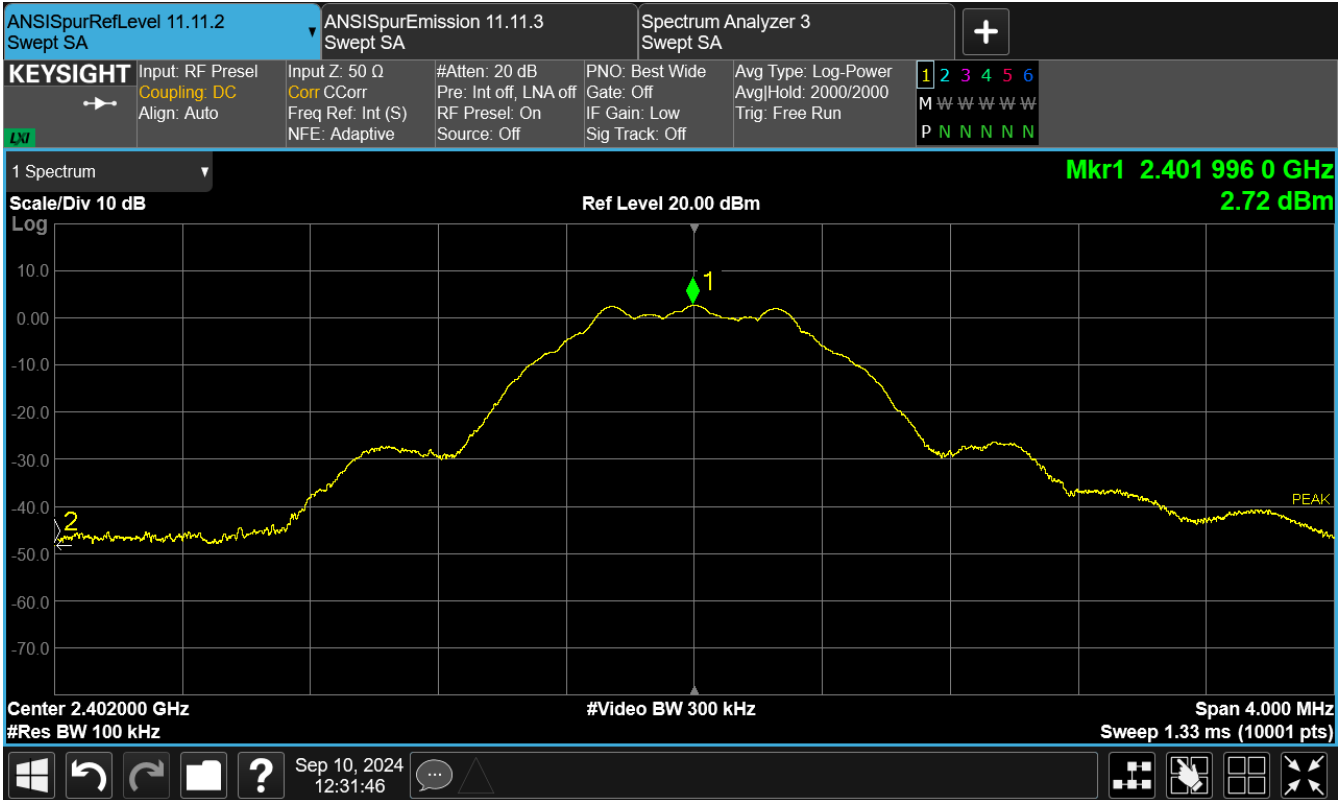 ANSISpurRefLevel 11.11.2
Swept SA
ANSISpurEmission 11.11.3
Swept SA
Spectrum Analyzer 3
Swept SA
KEYSIGHT
LXI
Input: RF Presel
Coupling: DC
Align: Auto
Input Z: 50 Ω
Corr CCorr
Freq Ref: Int (S)
NFE: Adaptive
#Atten: 20 dB
Pre: Int off, LNA off
RF Presel: On
Source: Off
PNO: Best Wide
Gate: Off
IF Gain: Low
Sig Track: Off
Avg Type: Log-Power
Avg|Hold: 2000/2000
Trig: Free Run
1 2 3 4 5 6
M W W W W W
P N N N N N
1 Spectrum
Mkr1 2.401 996 0 GHz
2.72 dBm
Scale/Div 10 dB
Ref Level 20.00 dBm
Log
10.0
0.00
-10.0
-20.0
-30.0
-40.0
-50.0
-60.0
-70.0
1
2
PEAK
Center 2.402000 GHz
#Video BW 300 kHz
Span 4.000 MHz
#Res BW 100 kHz
Sweep 1.33 ms (10001 pts)
?
Sep 10, 2024
12:31:46